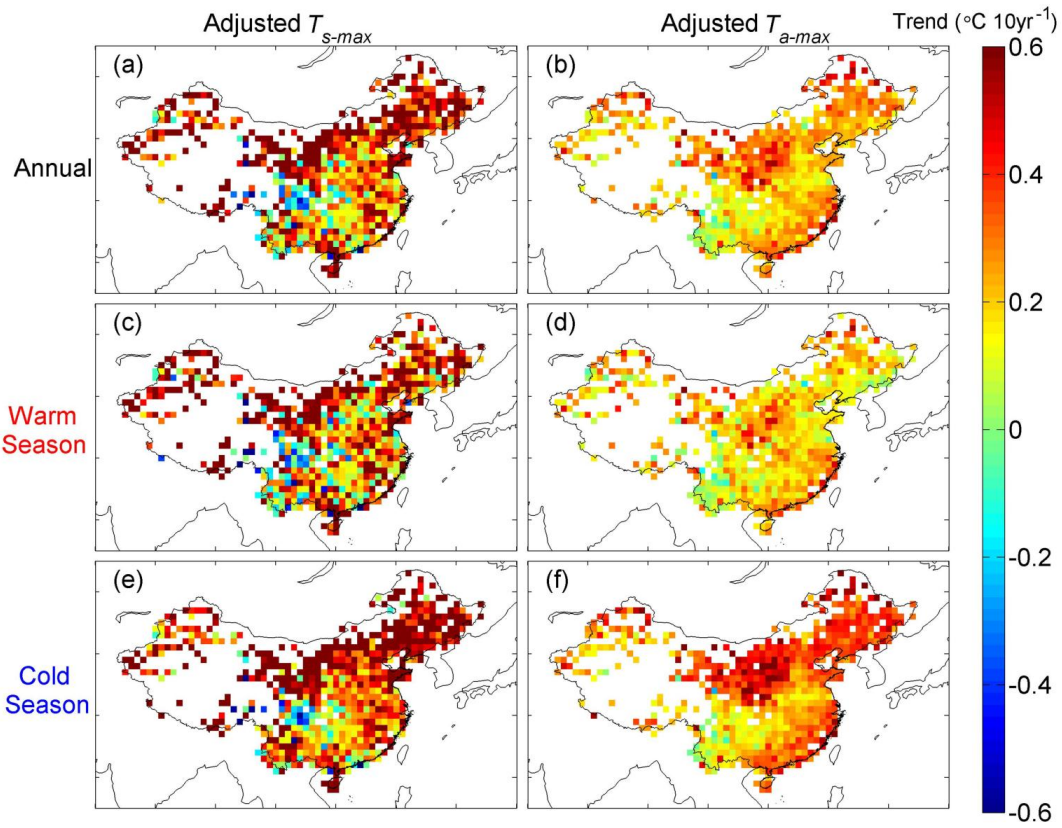 Adjusted T s-max
Adjusted T a-max
Trend (°C 10yr⁻¹)
(a)
(b)
Annual
(c)
(d)
Warm
Season
(e)
(f)
Cold
Season
0.6
0.4
0.2
0
-0.2
-0.4
-0.6